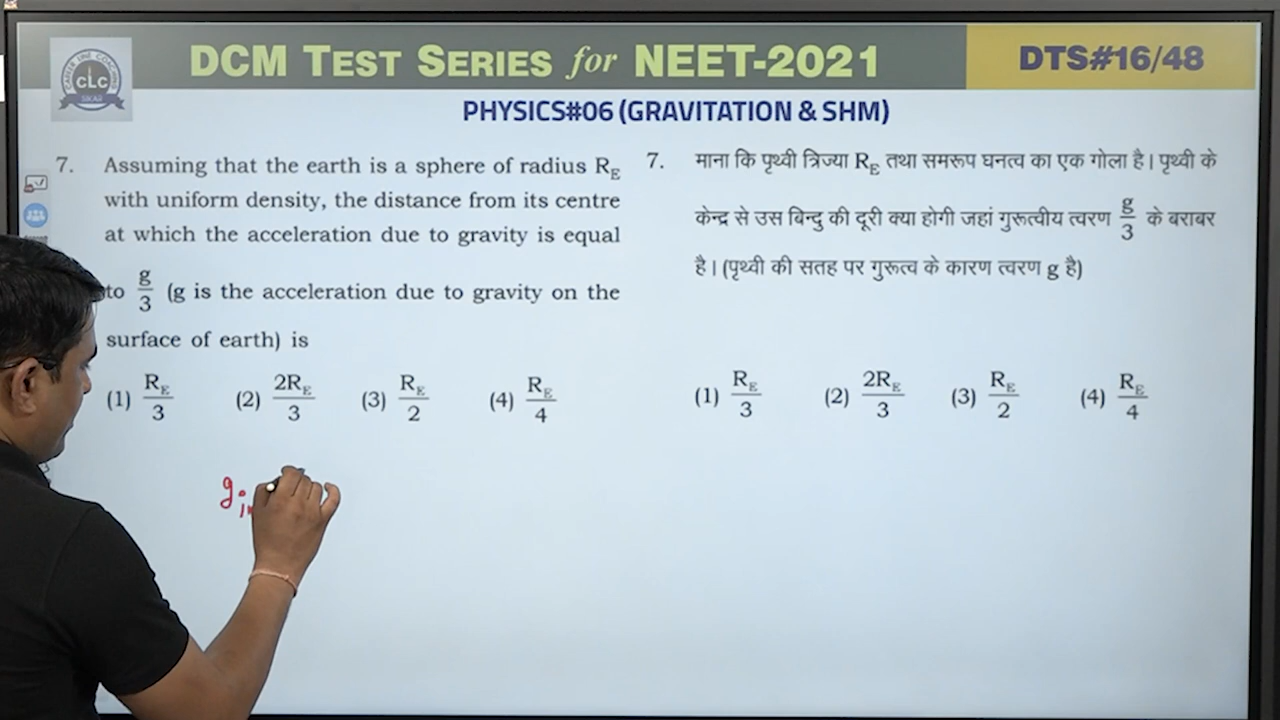 DCM TEST SERIES for NEET-2021
DTS#16/48
CLC
SIKAR
PHYSICS#06 (GRAVITATION & SHM)
7. Assuming that the earth is a sphere of radius R_E
with uniform density, the distance from its centre
at which the acceleration due to gravity is equal
to g/3 (g is the acceleration due to gravity on the
surface of earth) is
(1) R_E/3 (2) 2R_E/3 (3) R_E/2 (4) R_E/4
7. माना कि पृथ्वी त्रिज्या R_E तथा समरूप घनत्व का एक गोला है। पृथ्वी के
केन्द्र से उस बिन्दु की दूरी क्या होगी जहां गुरूत्वीय त्वरण g/3 के बराबर
है। (पृथ्वी की सतह पर गुरूत्व के कारण त्वरण g है)
(1) R_E/3 (2) 2R_E/3 (3) R_E/2 (4) R_E/4
g_in